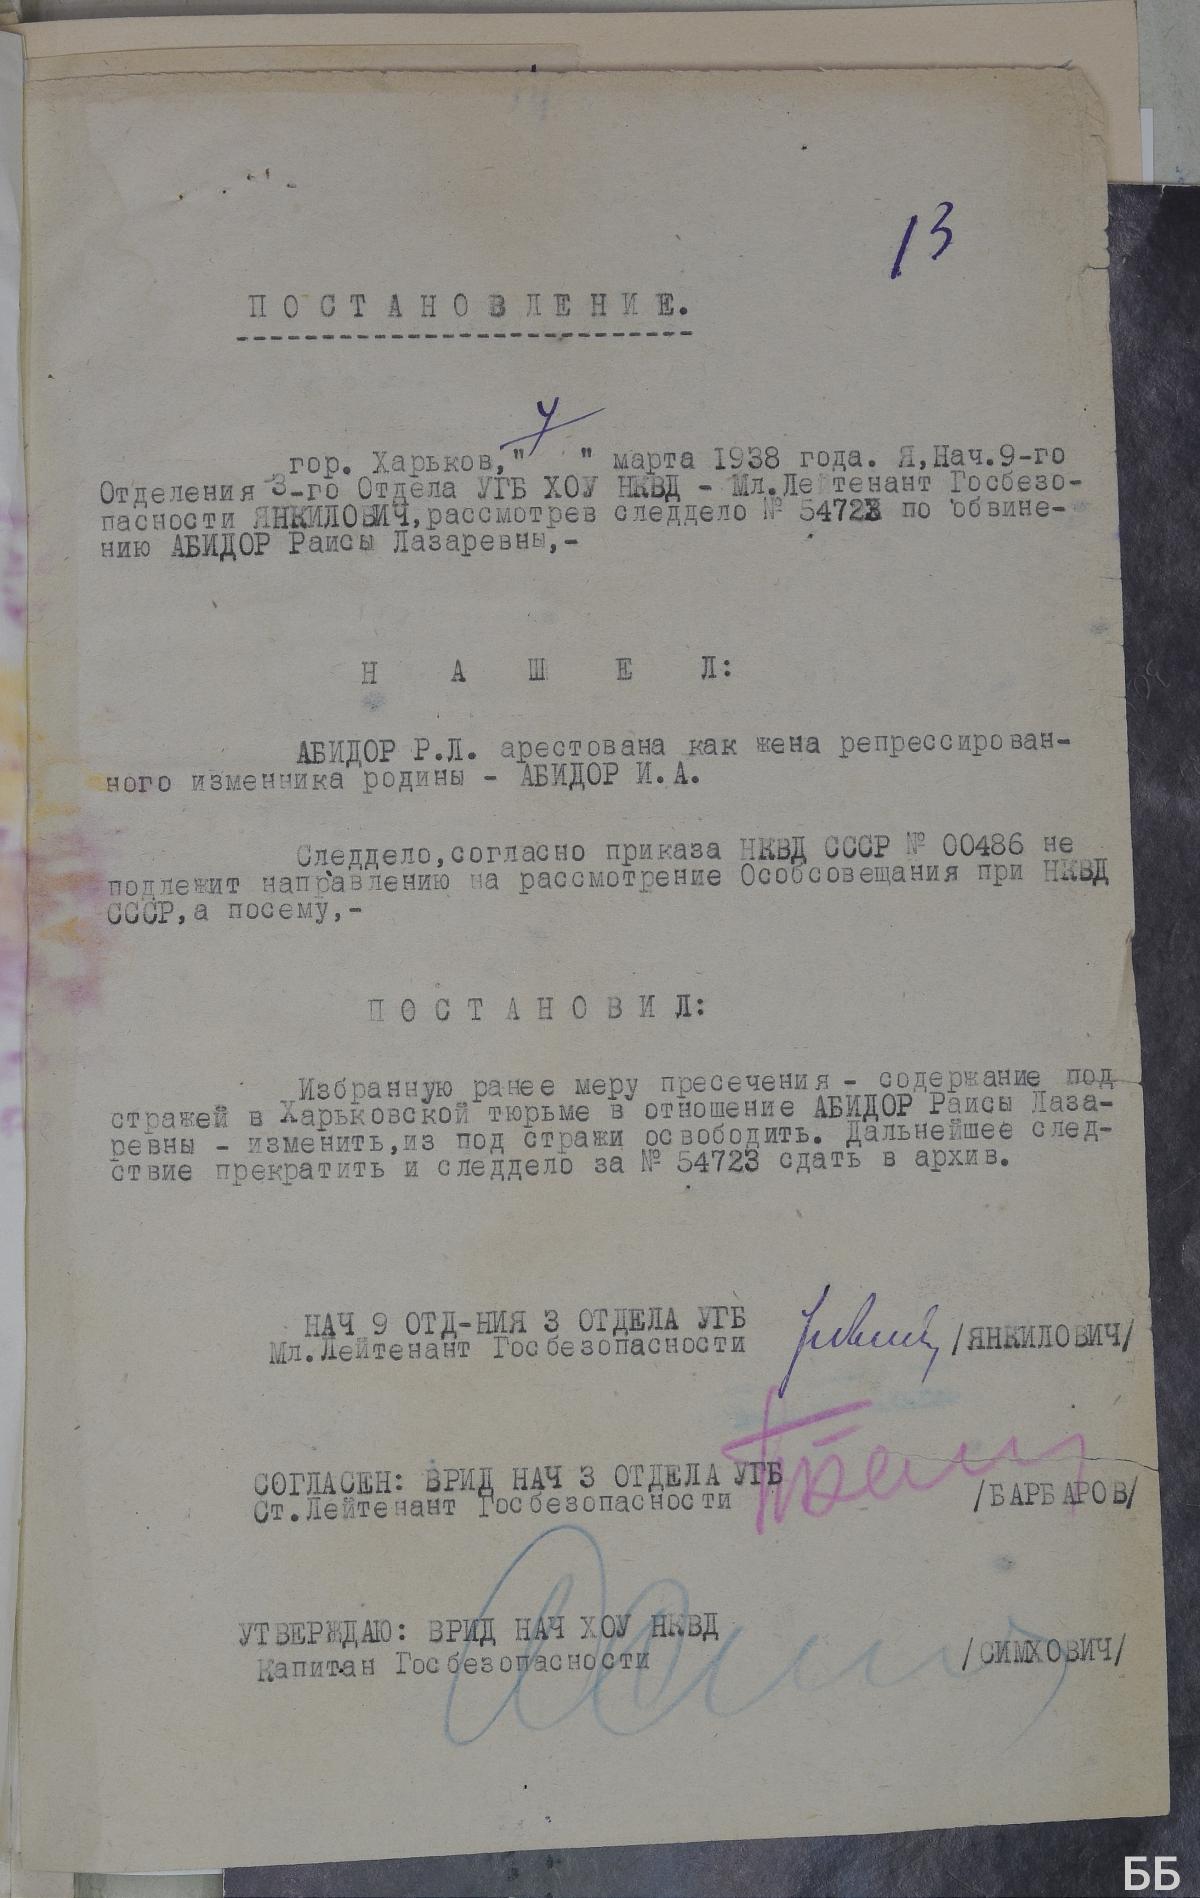 13
ПОСТАНОВЛЕНИЕ.
гор. Харьков,"4" марта 1938 года. Я,Нач.9-го
Отделения 3-го Отдела УГБ ХОУ НКВД - Мл.Лейтенант Госбезо-
пасности ЯНКИЛОВИЧ,рассмотрев следдело № 54723 по обвине-
нию АБИДОР Раисы Лазаревны,-
НАШЕЛ:
АБИДОР Р.Л. арестована как жена репрессирован-
ного изменника родины - АБИДОР И.А.
Следдело,согласно приказа НКВД СССР № 00486 не
подлежит направлению на рассмотрение Особсовещания при НКВД
СССР,а посему,-
ПОСТАНОВИЛ:
Избранную ранее меру пресечения - содержание под
стражей в Харьковской тюрьме в отношение АБИДОР Раисы Лаза-
ревны - изменить,из под стражи освободить. Дальнейшее след-
ствие прекратить и следдело за № 54723 сдать в архив.
НАЧ 9 ОТД-НИЯ 3 ОТДЕЛА УГБ
Мл.Лейтенант Госбезопасности /ЯНКИЛОВИЧ/
СОГЛАСЕН: ВРИД НАЧ 3 ОТДЕЛА УГБ
Ст.Лейтенант Госбезопасности /БАРБАРОВ/
УТВЕРЖДАЮ: ВРИД НАЧ ХОУ НКВД
Капитан Госбезопасности /СИМХОВИЧ/
ББ